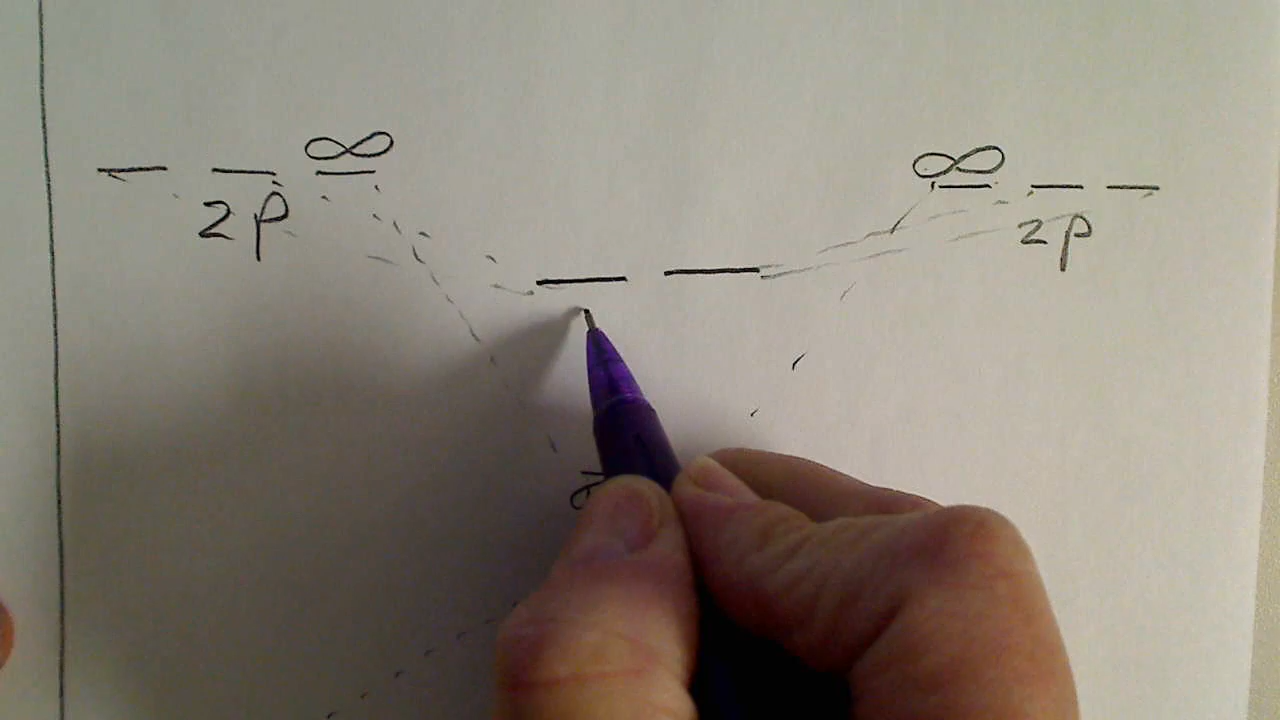 ∞ ∞
2p 2p